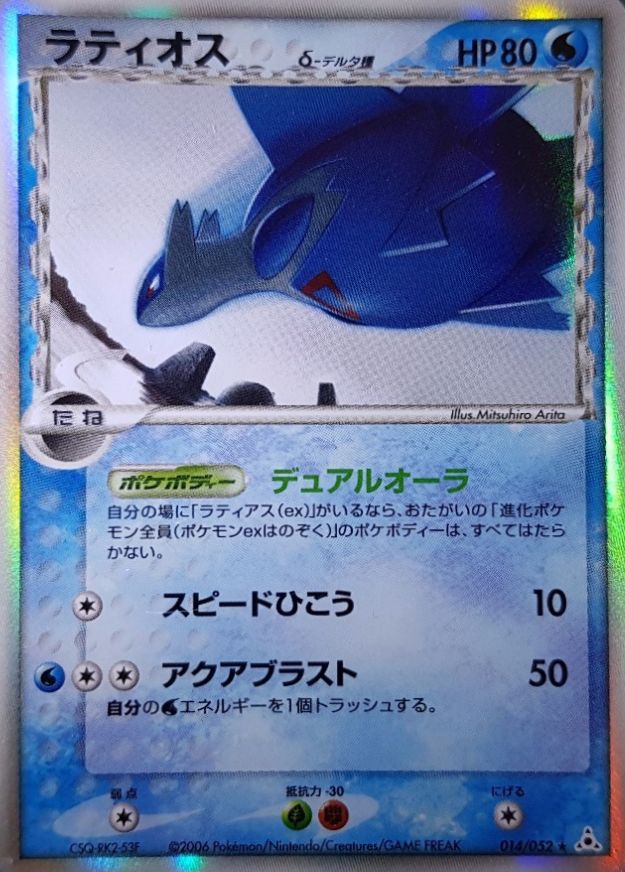 ラティオス δ-デルタ種 HP80
たね
Illus.Mitsuhiro Arita
ポケボディー デュアルオーラ
自分の場に「ラティアス(ex)」がいるなら、おたがいの「進化ポケ
モン全員(ポケモンexはのぞく)」のポケボディーは、すべてはたら
かない。
スピードひこう 10
アクアブラスト 50
自分のエネルギーを1個トラッシュする。
弱点 抵抗力 -30 にげる
CSQ-RK2-53F ©2006 Pokémon/Nintendo/Creatures/GAME FREAK 014/052 ★